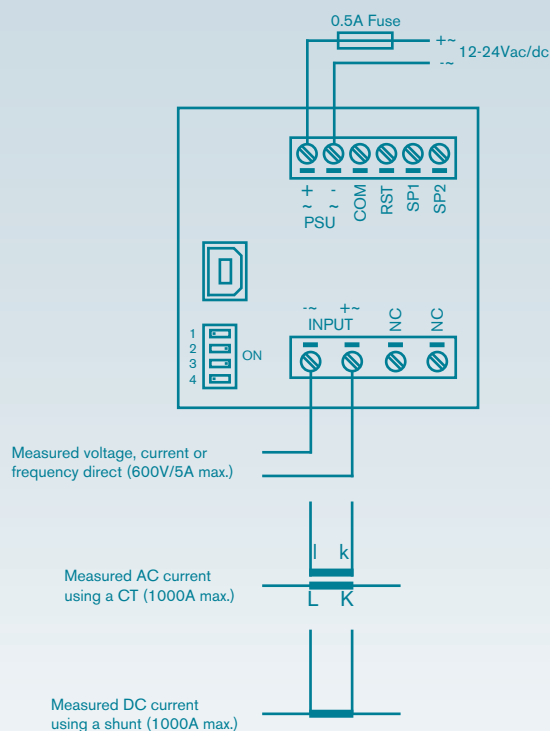 0.5A Fuse
+~
12-24Vac/dc
-~
+ - COM RST SP1 SP2
~ ~
PSU
-~ +~ NC NC
INPUT
1
2
3
4
ON
Measured voltage, current or
frequency direct (600V/5A max.)
l k
Measured AC current
using a CT (1000A max.)
L K
Measured DC current
using a shunt (1000A max.)